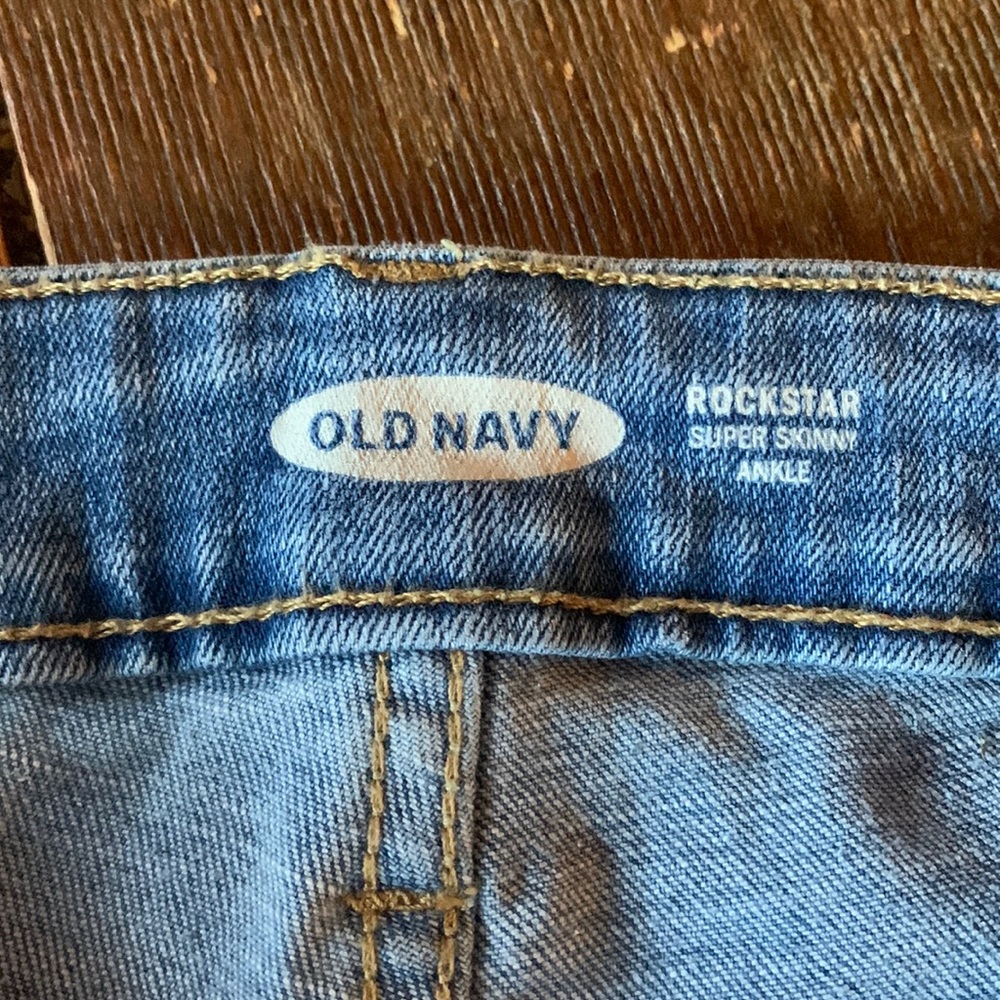 OLD NAVY
ROCKSTAR
SUPER SKINNY
ANKLE